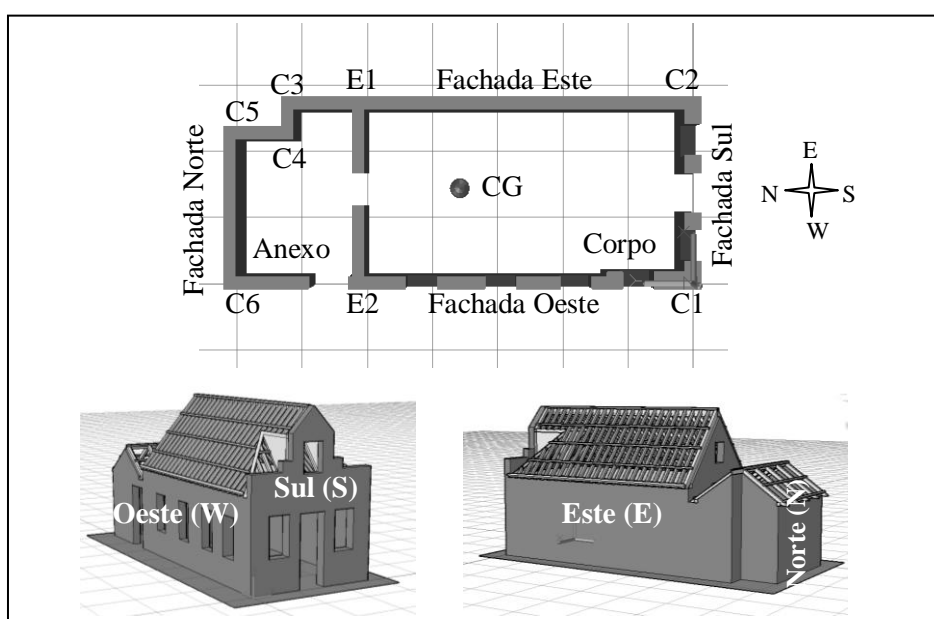 E1
Fachada Este
C2
C3
C5
C4
Fachada Norte
CG
Fachada Sul
E
N
S
W
Anexo
Corpo
C6
E2
Fachada Oeste
C1
Sul (S)
Oeste (W)
Este (E)
Norte (N